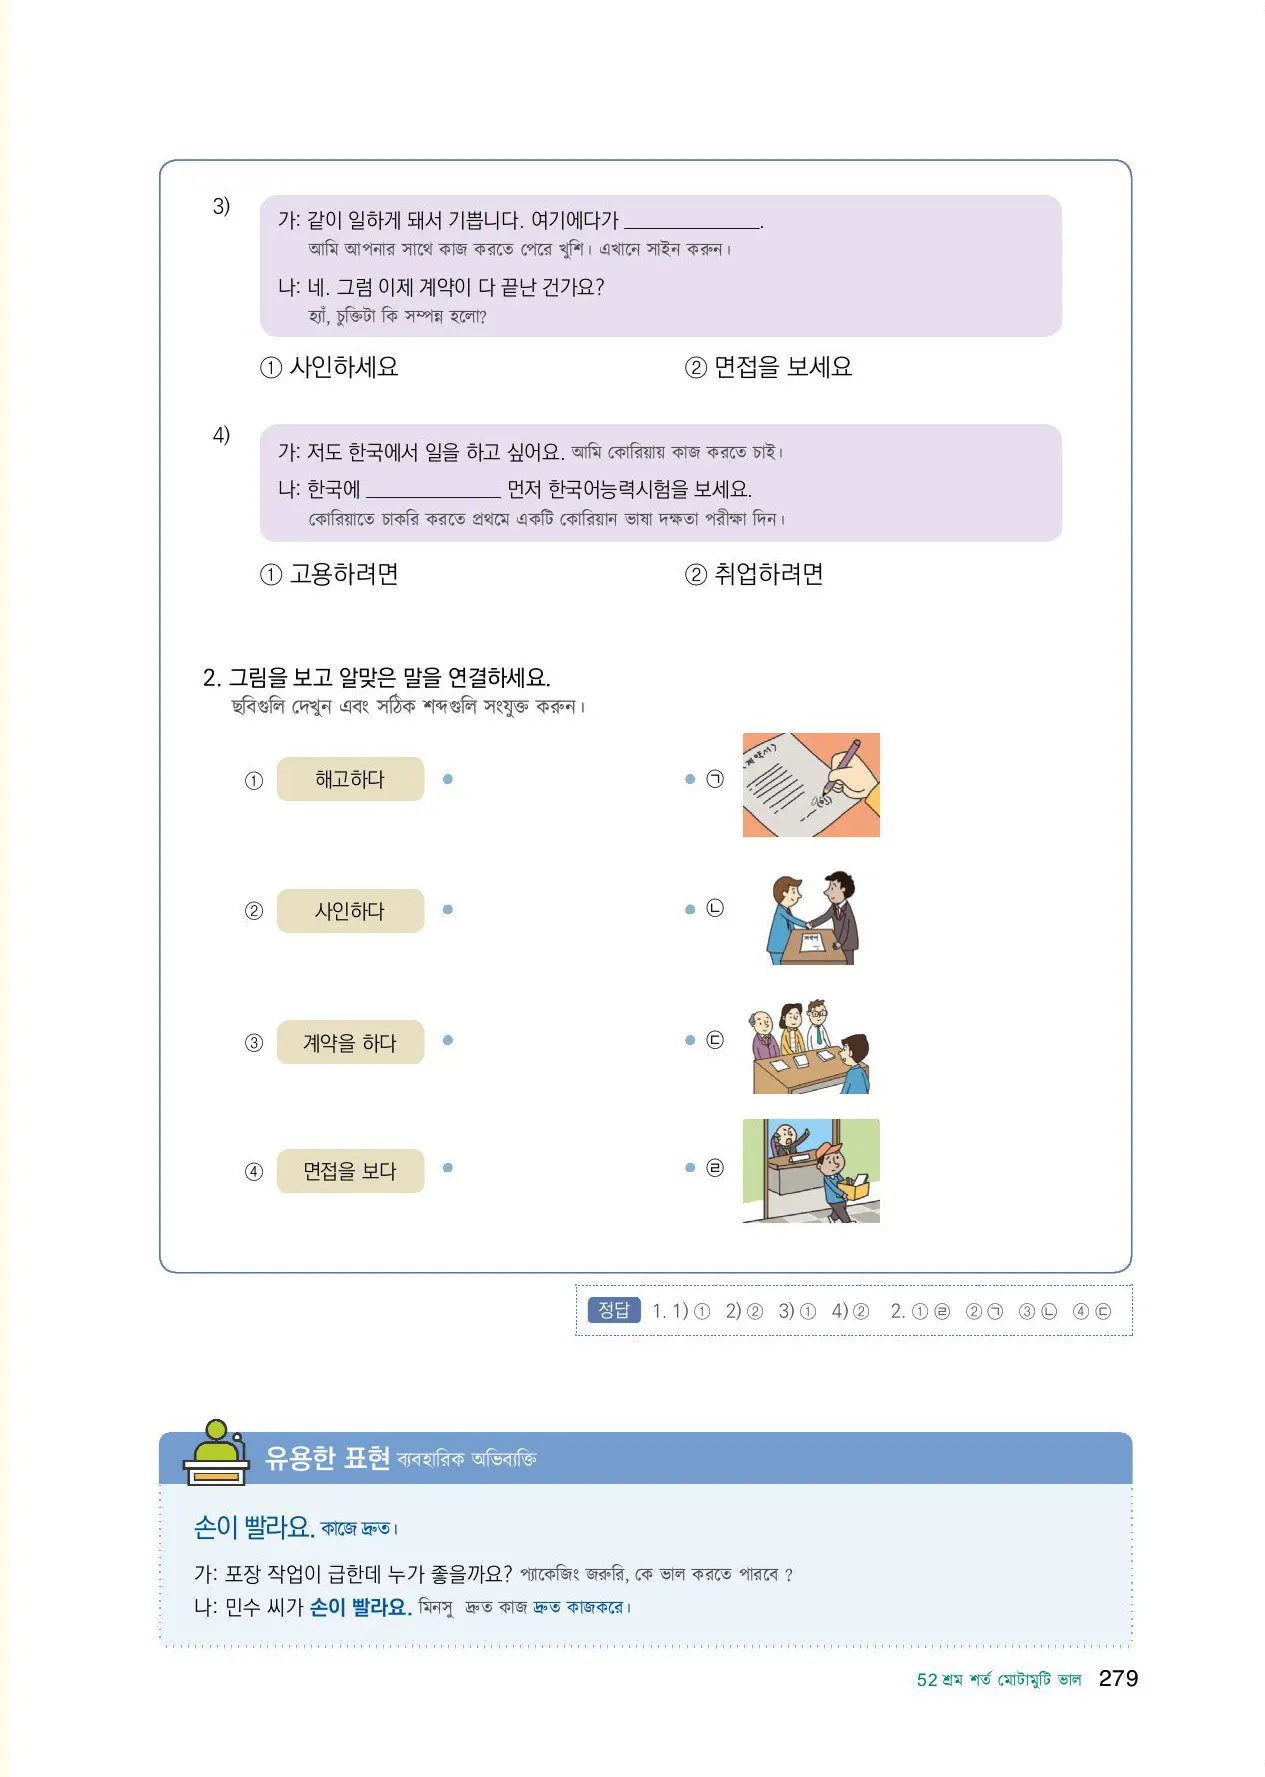 3)
가: 같이 일하게 돼서 기쁩니다. 여기에다가 ____________.
আমি আপনার সাথে কাজ করতে পেরে খুশি। এখানে সাইন করুন।
나: 네. 그럼 이제 계약이 다 끝난 건가요?
হ্যাঁ, চুক্তিটা কি সম্পন্ন হলো?
① 사인하세요 ② 면접을 보세요
4)
가: 저도 한국에서 일을 하고 싶어요. আমি কোরিয়ায় কাজ করতে চাই।
나: 한국에 ____________ 먼저 한국어능력시험을 보세요.
কোরিয়াতে চাকরি করতে প্রথমে একটি কোরিয়ান ভাষা দক্ষতা পরীক্ষা দিন।
① 고용하려면 ② 취업하려면
2. 그림을 보고 알맞은 말을 연결하세요.
ছবিগুলি দেখুন এবং সঠিক শব্দগুলি সংযুক্ত করুন।
① 해고하다 • • ㉠
② 사인하다 • • ㉡
③ 계약을 하다 • • ㉢
④ 면접을 보다 • • ㉣
정답 1. 1) ① 2) ② 3) ① 4) ② 2. ① ㉣ ② ㉠ ③ ㉡ ④ ㉢
유용한 표현 ব্যবহারিক অভিব্যক্তি
손이 빨라요. কাজে দ্রুত।
가: 포장 작업이 급한데 누가 좋을까요? প্যাকেজিং জরুরি, কে ভাল করতে পারবে ?
나: 민수 씨가 손이 빨라요. মিনসু দ্রুত কাজ দ্রুত কাজকরে।
52 শ্রম শর্ত মোটামুটি ভাল 279